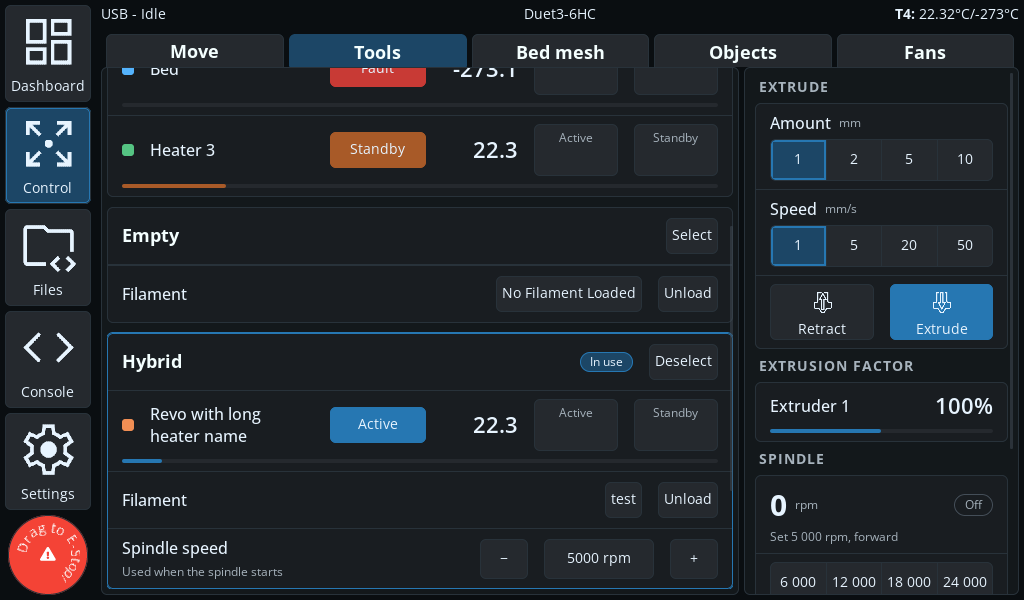 USB - Idle
Duet3-6HC
T4: 22.32°C/-273°C
Dashboard
Control
Files
Console
Settings
Drag to E-Stop!
Move
Tools
Bed mesh
Objects
Fans
Bed
Fault
-273.1
Heater 3
Standby
22.3
Active
Standby
Empty
Select
Filament
No Filament Loaded
Unload
Hybrid
In use
Deselect
Revo with long
heater name
Active
22.3
Active
Standby
Filament
test
Unload
Spindle speed
Used when the spindle starts
−
5000 rpm
+
EXTRUDE
Amount mm
1
2
5
10
Speed mm/s
1
5
20
50
Retract
Extrude
EXTRUSION FACTOR
Extruder 1
100%
SPINDLE
0 rpm
Off
Set 5 000 rpm, forward
6 000
12 000
18 000
24 000